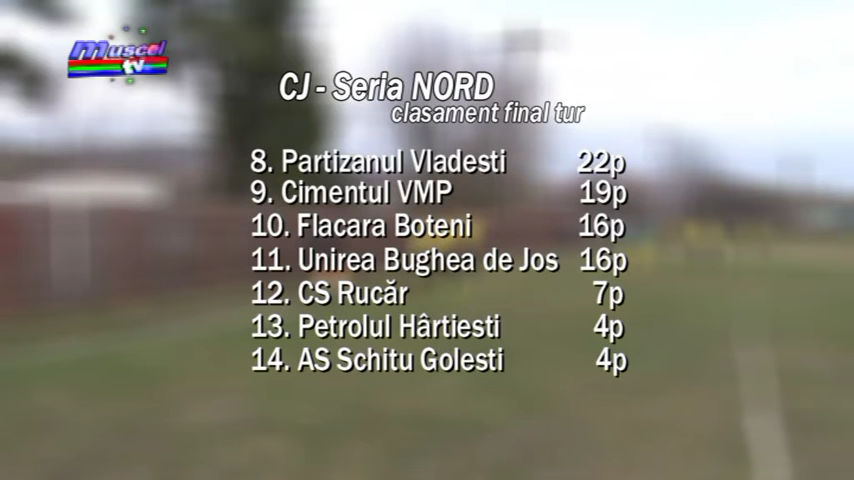 Muscel
tv
CJ - Seria NORD
clasament final tur
8. Partizanul Vladesti 22p
9. Cimentul VMP 19p
10. Flacara Boteni 16p
11. Unirea Bughea de Jos 16p
12. CS Rucăr 7p
13. Petrolul Hârtiesti 4p
14. AS Schitu Golesti 4p